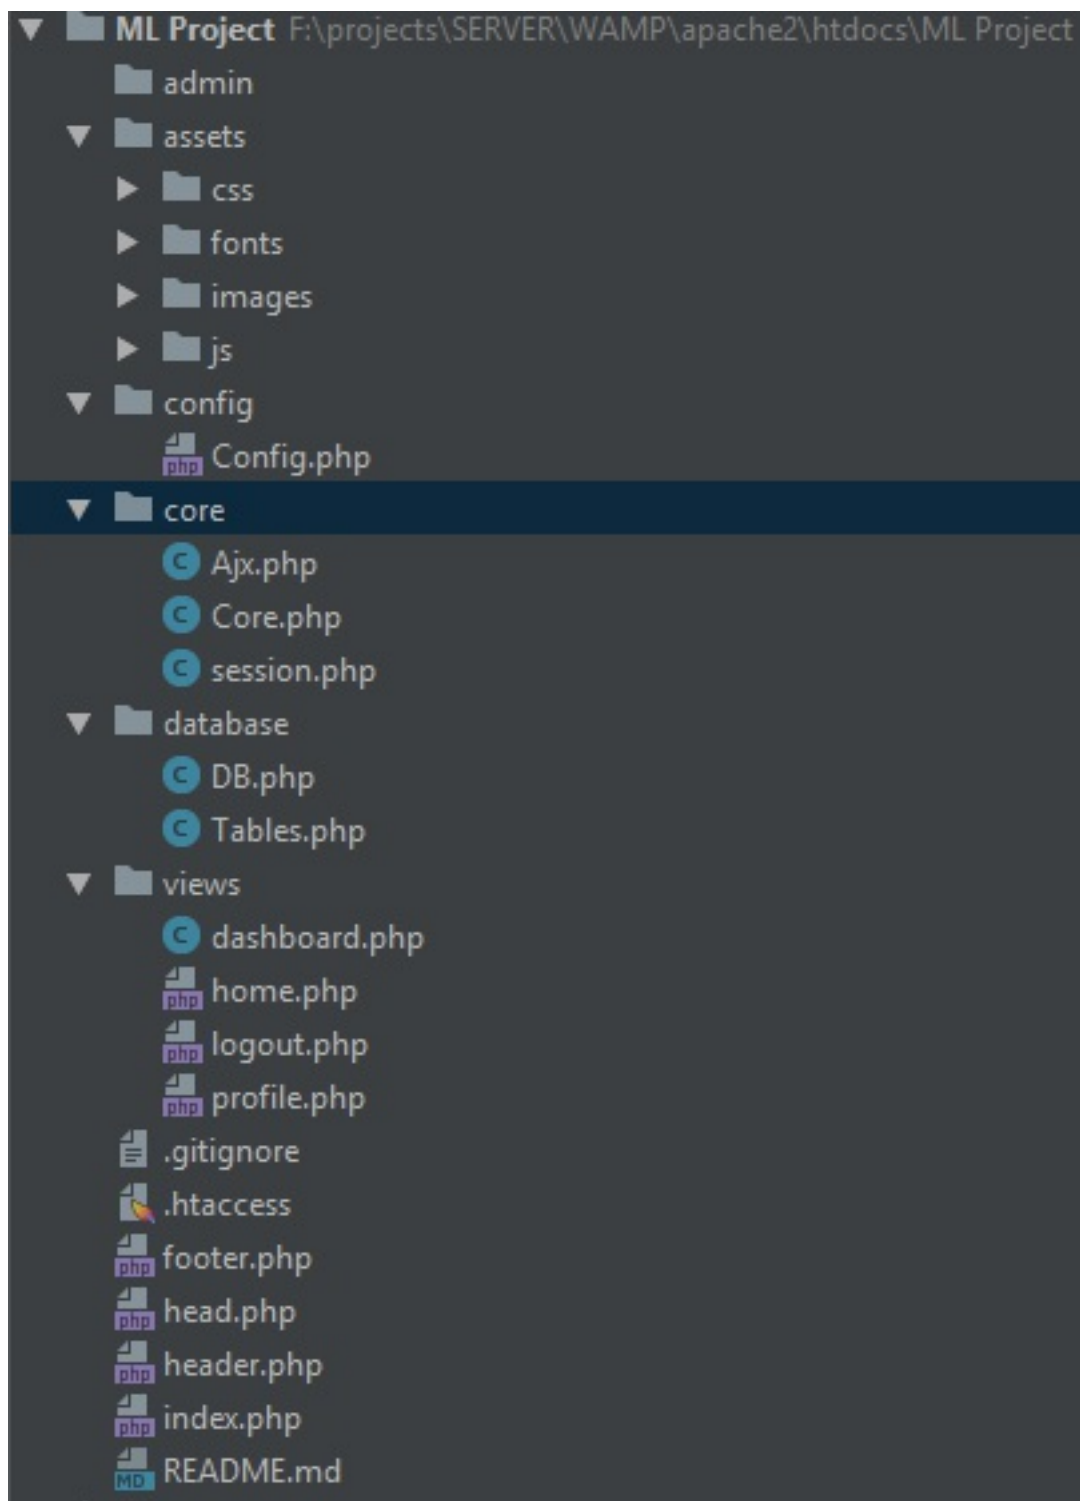 ML Project F:\projects\SERVER\WAMP\apache2\htdocs\ML Project
admin
assets
css
fonts
images
js
config
php Config.php
core
C Ajx.php
C Core.php
C session.php
database
C DB.php
C Tables.php
views
C dashboard.php
php home.php
php logout.php
php profile.php
.gitignore
.htaccess
php footer.php
php head.php
php header.php
php index.php
MD README.md